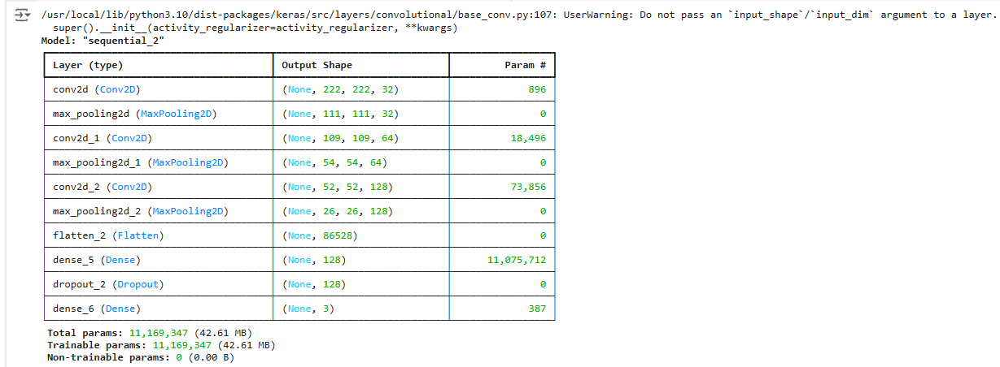 /usr/local/lib/python3.10/dist-packages/keras/src/layers/convolutional/base_conv.py:107: UserWarning: Do not pass an `input_shape`/`input_dim` argument to a layer.
super().__init__(activity_regularizer=activity_regularizer, **kwargs)
Model: "sequential_2"
Layer (type) Output Shape Param #
conv2d (Conv2D) (None, 222, 222, 32) 896
max_pooling2d (MaxPooling2D) (None, 111, 111, 32) 0
conv2d_1 (Conv2D) (None, 109, 109, 64) 18,496
max_pooling2d_1 (MaxPooling2D) (None, 54, 54, 64) 0
conv2d_2 (Conv2D) (None, 52, 52, 128) 73,856
max_pooling2d_2 (MaxPooling2D) (None, 26, 26, 128) 0
flatten_2 (Flatten) (None, 86528) 0
dense_5 (Dense) (None, 128) 11,075,712
dropout_2 (Dropout) (None, 128) 0
dense_6 (Dense) (None, 3) 387
Total params: 11,169,347 (42.61 MB)
Trainable params: 11,169,347 (42.61 MB)
Non-trainable params: 0 (0.00 B)